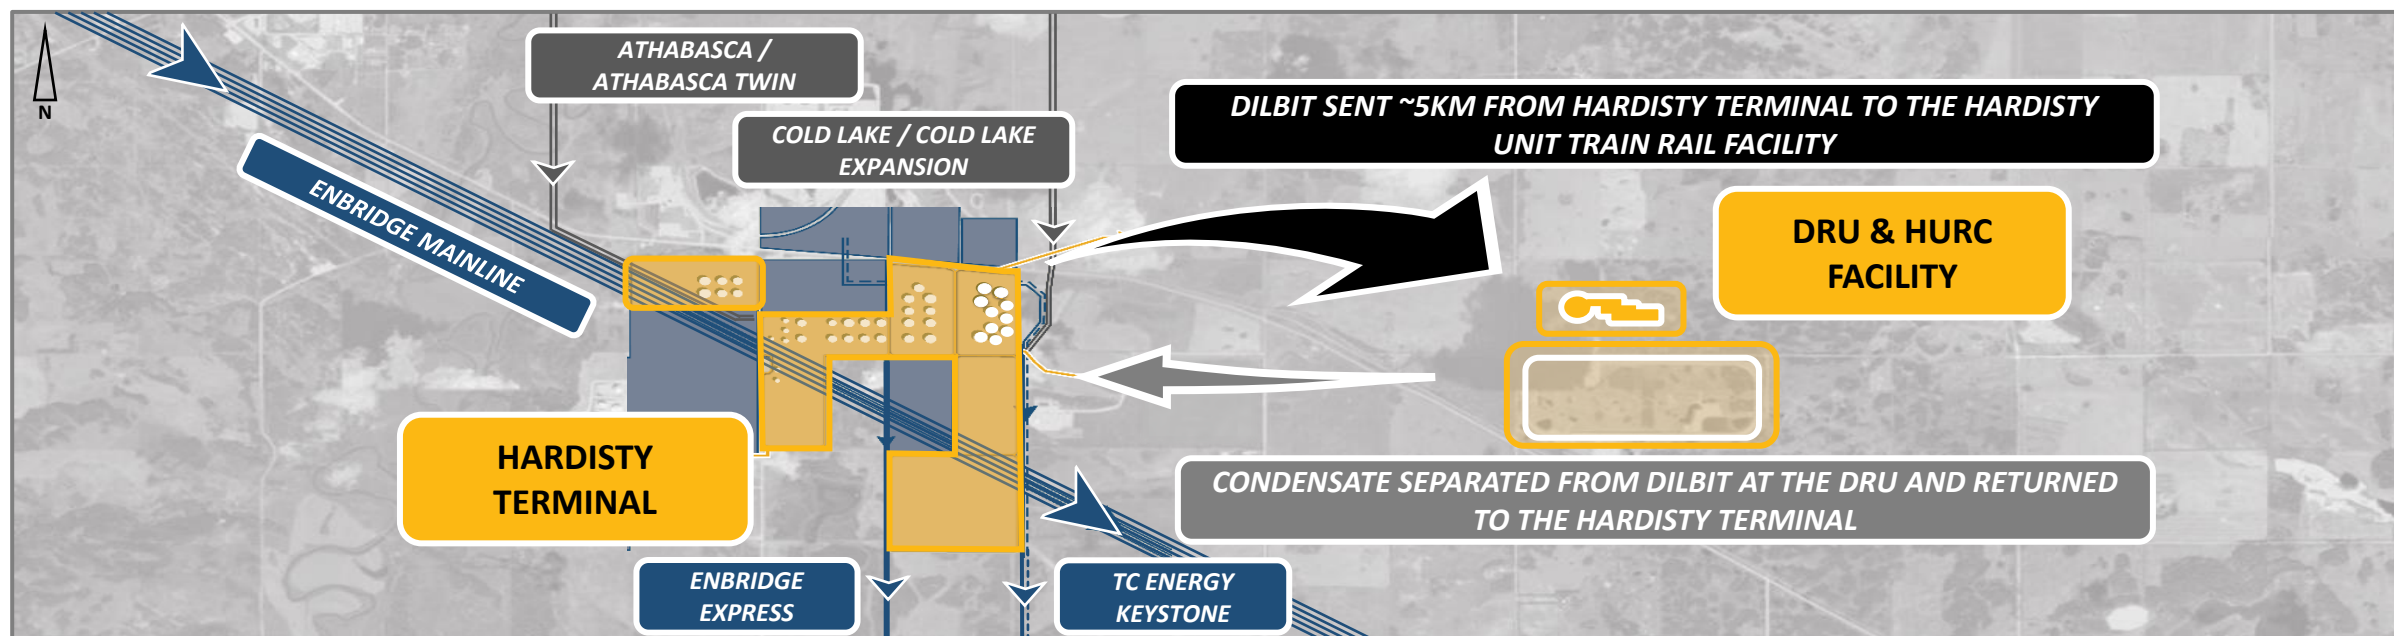 N
ATHABASCA /
ATHABASCA TWIN
COLD LAKE / COLD LAKE
EXPANSION
ENBRIDGE MAINLINE
DILBIT SENT ~5KM FROM HARDISTY TERMINAL TO THE HARDISTY
UNIT TRAIN RAIL FACILITY
DRU & HURC
FACILITY
HARDISTY
TERMINAL
CONDENSATE SEPARATED FROM DILBIT AT THE DRU AND RETURNED
TO THE HARDISTY TERMINAL
ENBRIDGE
EXPRESS
TC ENERGY
KEYSTONE